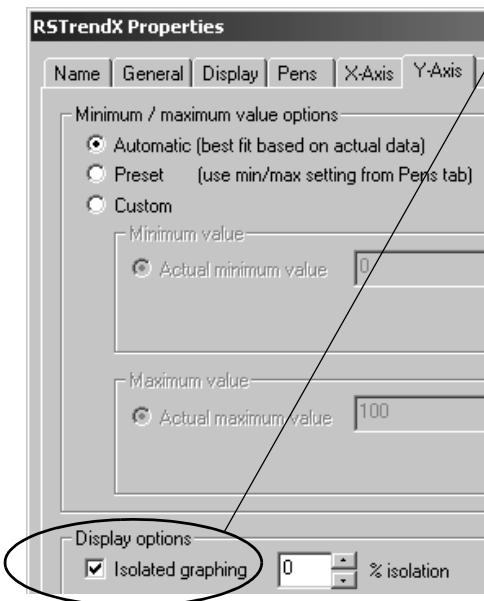 RSTrendX Properties
Name General Display Pens X-Axis Y-Axis
Minimum / maximum value options
Automatic (best fit based on actual data)
Preset (use min/max setting from Pens tab)
Custom
Minimum value
Actual minimum value 0
Maximum value
Actual maximum value 100
Display options
Isolated graphing 0 % isolation